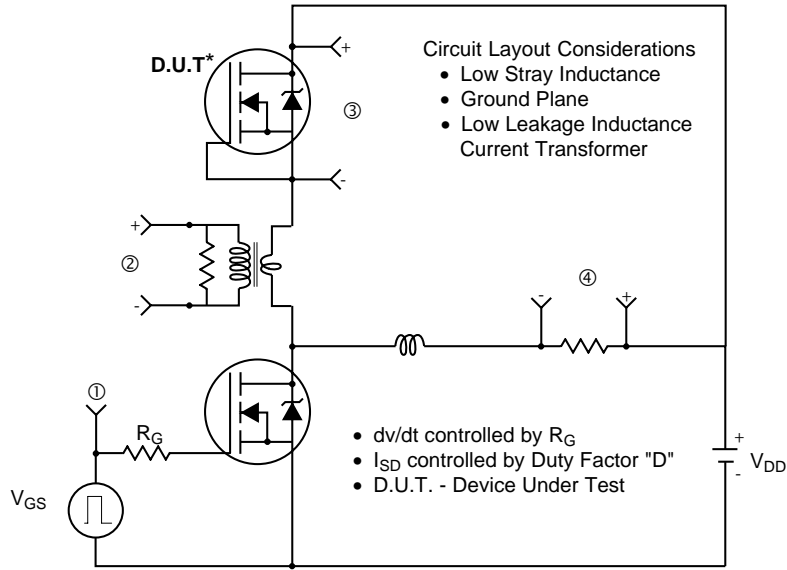 D.U.T*
+
-
③
Circuit Layout Considerations
• Low Stray Inductance
• Ground Plane
• Low Leakage Inductance
Current Transformer
+
-
②
④
-
+
①
RG
VGS
• dv/dt controlled by RG
• ISD controlled by Duty Factor "D"
• D.U.T. - Device Under Test
+
-
VDD